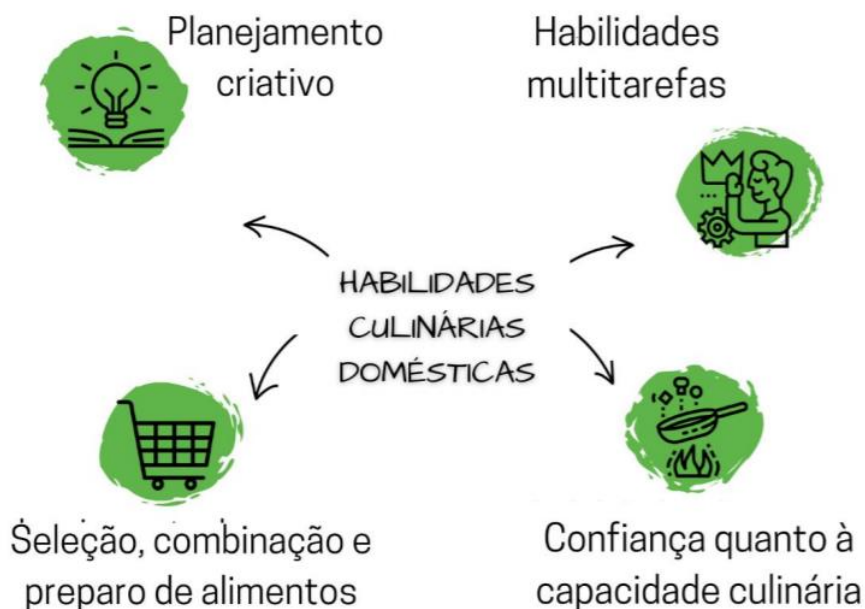 Planejamento
criativo
Habilidades
multitarefas
HABILIDADES
CULINÁRIAS
DOMÉSTICAS
Seleção, combinação e
preparo de alimentos
Confiança quanto à
capacidade culinária